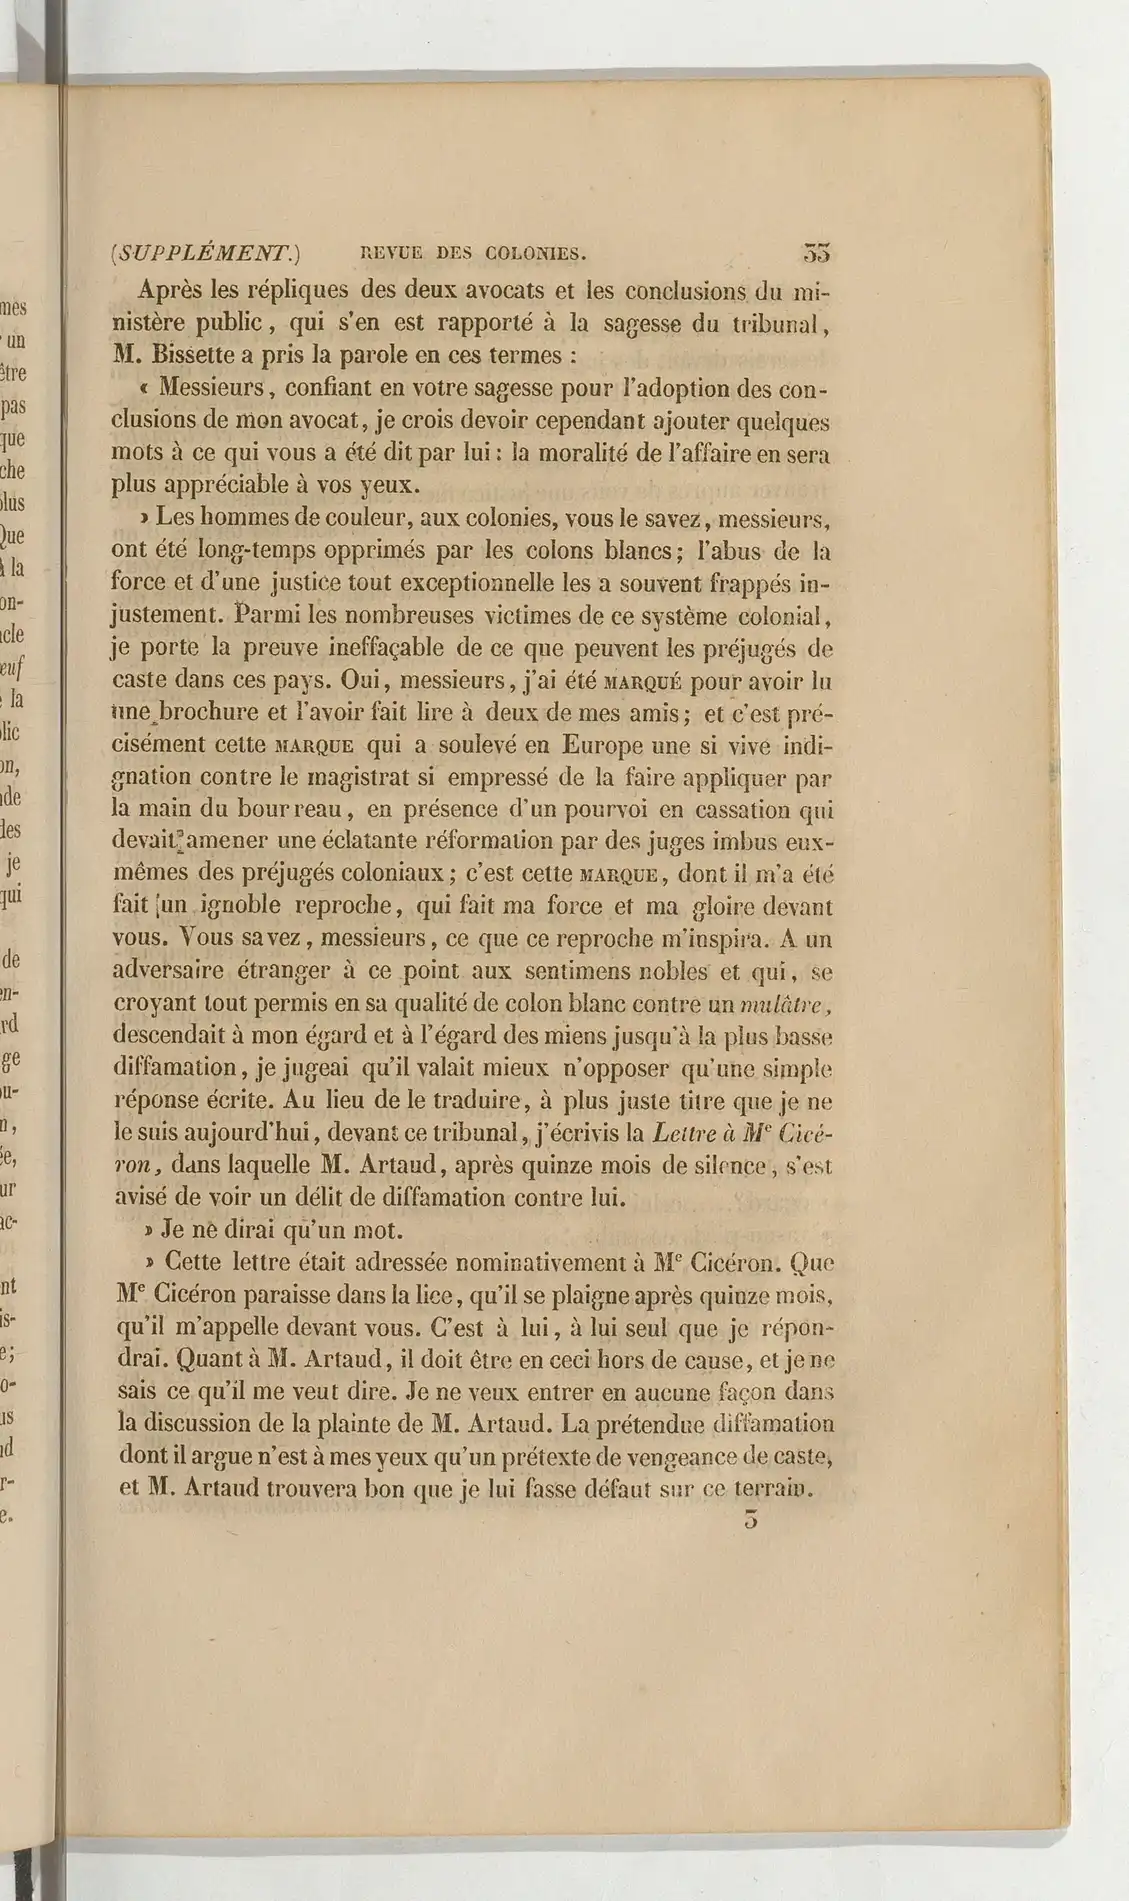 (SUPPLÉMENT.) REVUE DES COLONIES. 33
Après les répliques des deux avocats et les conclusions du mi-
nistère public, qui s'en est rapporté à la sagesse du tribunal,
M. Bissette a pris la parole en ces termes :
« Messieurs, confiant en votre sagesse pour l'adoption des con-
clusions de mon avocat, je crois devoir cependant ajouter quelques
mots à ce qui vous a été dit par lui : la moralité de l'affaire en sera
plus appréciable à vos yeux.
» Les hommes de couleur, aux colonies, vous le savez, messieurs,
ont été long-temps opprimés par les colons blancs; l'abus de la
force et d'une justice tout exceptionnelle les a souvent frappés in-
justement. Parmi les nombreuses victimes de ce système colonial,
je porte la preuve ineffaçable de ce que peuvent les préjugés de
caste dans ces pays. Oui, messieurs, j'ai été MARQUÉ pour avoir lu
une brochure et l'avoir fait lire à deux de mes amis; et c'est pré-
cisément cette MARQUE qui a soulevé en Europe une si vive indi-
gnation contre le magistrat si empressé de la faire appliquer par
la main du bourreau, en présence d'un pourvoi en cassation qui
devait amener une éclatante réformation par des juges imbus eux-
mêmes des préjugés coloniaux; c'est cette MARQUE, dont il m'a été
fait un ignoble reproche, qui fait ma force et ma gloire devant
vous. Vous savez, messieurs, ce que ce reproche m'inspira. A un
adversaire étranger à ce point aux sentimens nobles et qui, se
croyant tout permis en sa qualité de colon blanc contre un mulâtre,
descendait à mon égard et à l'égard des miens jusqu'à la plus basse
diffamation, je jugeai qu'il valait mieux n'opposer qu'une simple
réponse écrite. Au lieu de le traduire, à plus juste titre que je ne
le suis aujourd'hui, devant ce tribunal, j'écrivis la Lettre à Me Cicé-
ron, dans laquelle M. Artaud, après quinze mois de silence, s'est
avisé de voir un délit de diffamation contre lui.
» Je ne dirai qu'un mot.
» Cette lettre était adressée nominativement à Me Cicéron. Que
Me Cicéron paraisse dans la lice, qu'il se plaigne après quinze mois,
qu'il m'appelle devant vous. C'est à lui, à lui seul que je répon-
drai. Quant à M. Artaud, il doit être en ceci hors de cause, et je ne
sais ce qu'il me veut dire. Je ne veux entrer en aucune façon dans
la discussion de la plainte de M. Artaud. La prétendue diffamation
dont il argue n'est à mes yeux qu'un prétexte de vengeance de caste,
et M. Artaud trouvera bon que je lui fasse défaut sur ce terrain.
3